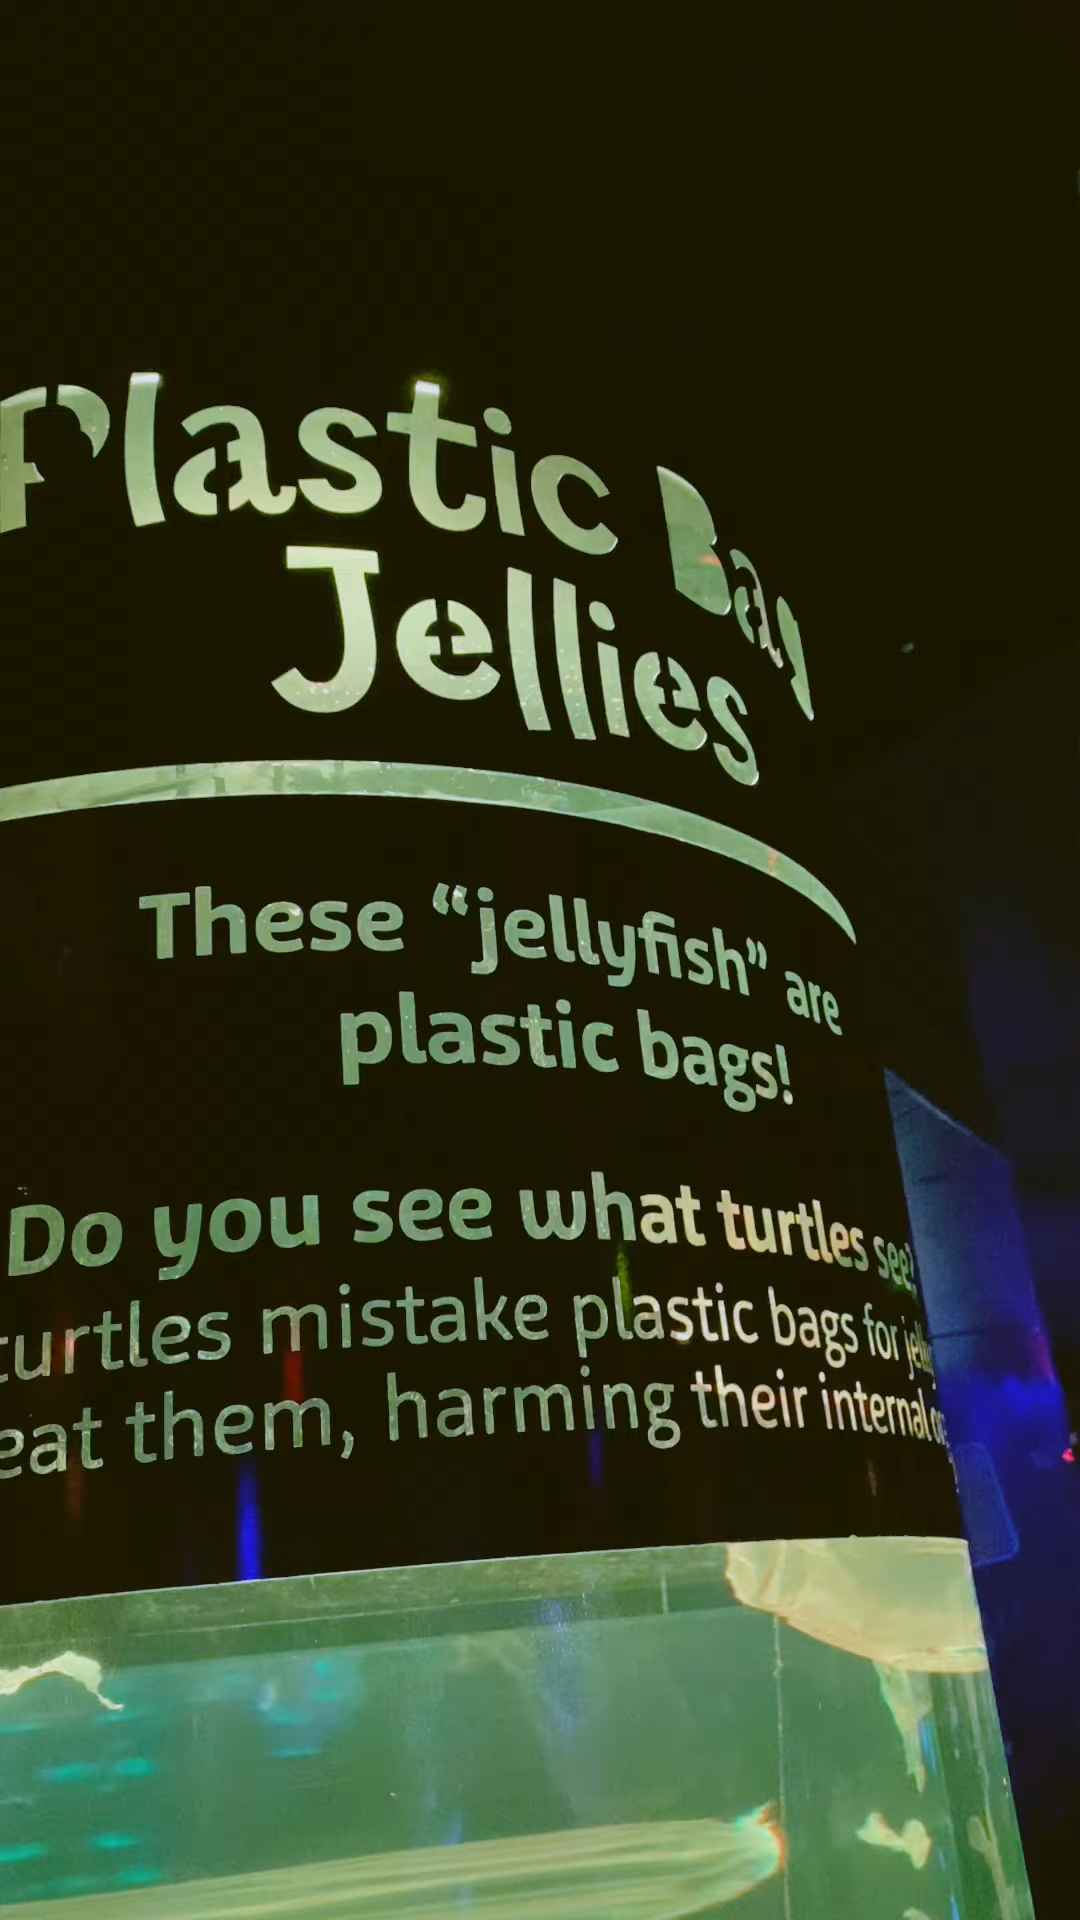 Plastic Bag
Jellies
These “jellyfish” are
plastic bags!
Do you see what turtles see?
turtles mistake plastic bags for
eat them, harming their internal